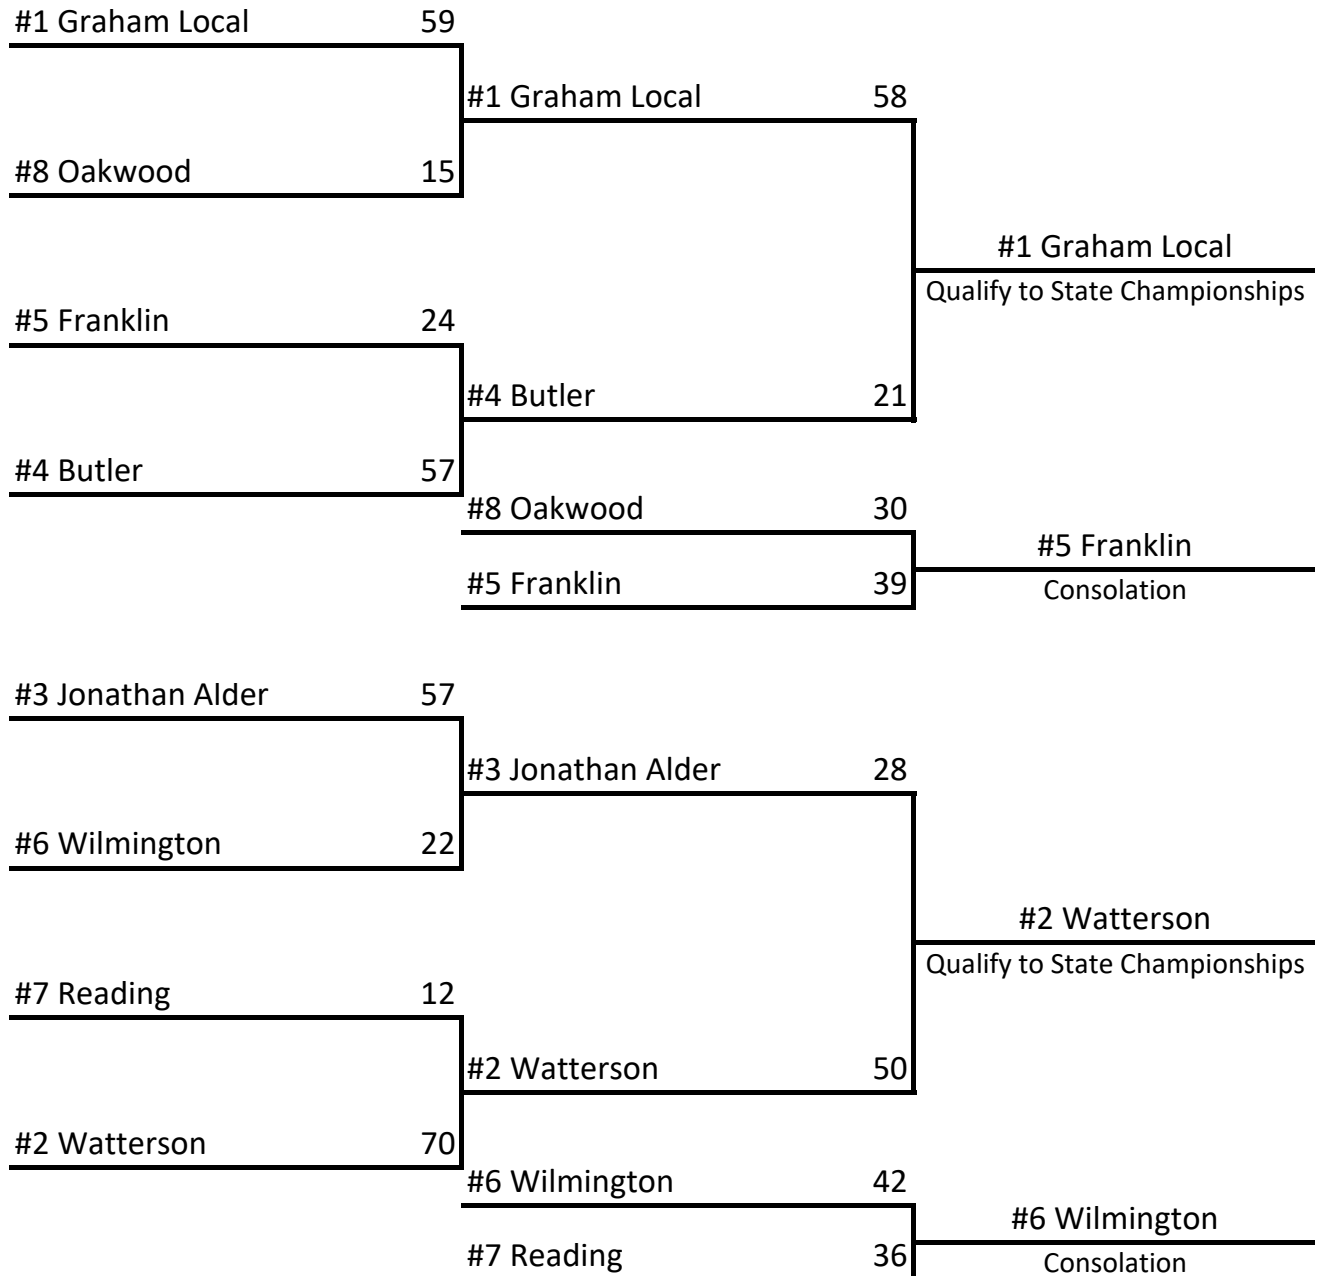 #1 Graham Local 59
#1 Graham Local 58
#8 Oakwood 15
#1 Graham Local
Qualify to State Championships
#5 Franklin 24
#4 Butler 21
#4 Butler 57
#8 Oakwood 30
#5 Franklin
#5 Franklin 39
Consolation
#3 Jonathan Alder 57
#3 Jonathan Alder 28
#6 Wilmington 22
#2 Watterson
Qualify to State Championships
#7 Reading 12
#2 Watterson 50
#2 Watterson 70
#6 Wilmington 42
#6 Wilmington
#7 Reading 36
Consolation